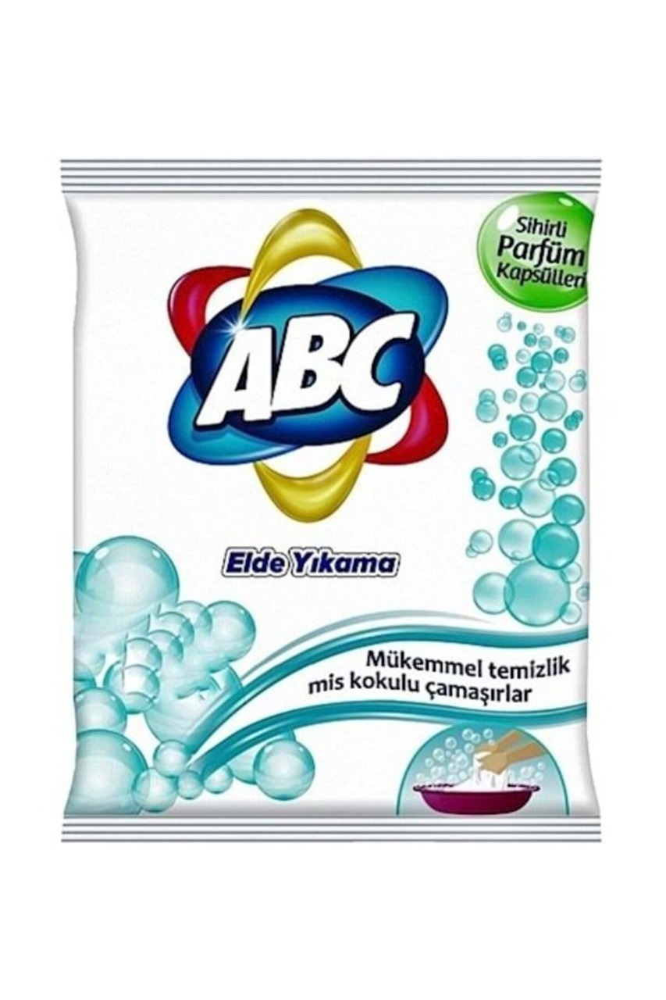 Sihirli
Parfüm
Kapsülleri
ABC
Elde Yıkama
Mükemmel temizlik
mis kokulu çamaşırlar